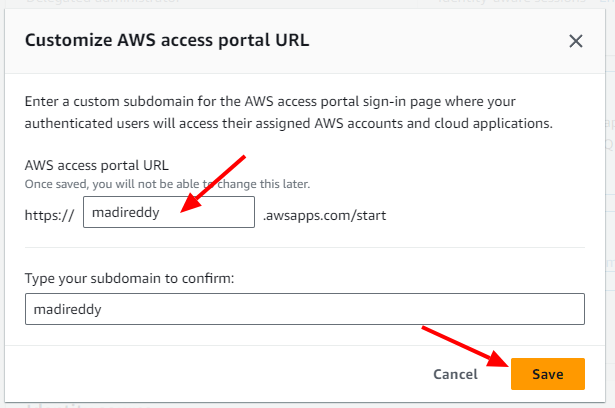 Customize AWS access portal URL
Enter a custom subdomain for the AWS access portal sign-in page where your
authenticated users will access their assigned AWS accounts and cloud applications.
AWS access portal URL
Once saved, you will not be able to change this later.
https:// madireddy .awsapps.com/start
Type your subdomain to confirm:
madireddy
Cancel Save